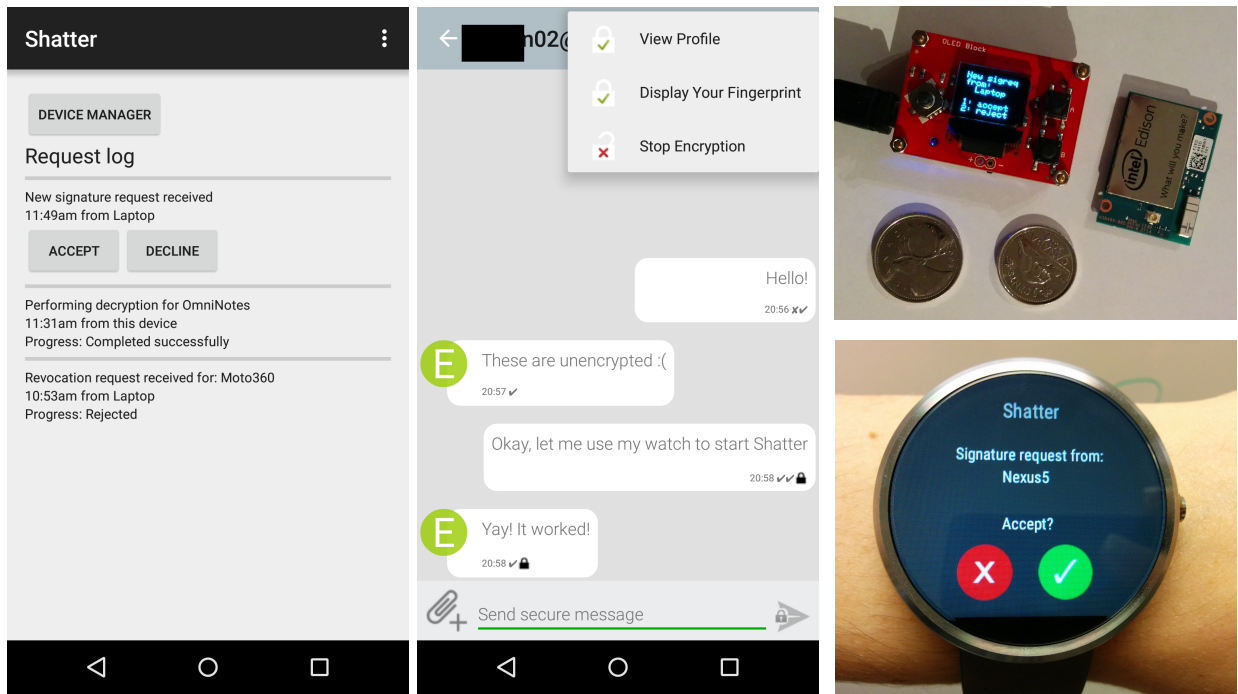 Shatter
DEVICE MANAGER
Request log
New signature request received
11:49am from Laptop
ACCEPT
DECLINE
Performing decryption for OmniNotes
11:31am from this device
Progress: Completed successfully
Revocation request received for: Moto360
10:53am from Laptop
Progress: Rejected
n02@
View Profile
Display Your Fingerprint
Stop Encryption
Hello!
20:56 ✘✔
E
These are unencrypted :(
20:57 ✔
Okay, let me use my watch to start Shatter
20:58 ✔✔
E
Yay! It worked!
20:58 ✔
Send secure message
OLED Block
New sigreq
from:
Laptop
1: accept
2: reject
A
B
+
-
intel Edison
What will you make?
Shatter
Signature request from:
Nexus5
Accept?
X ✓